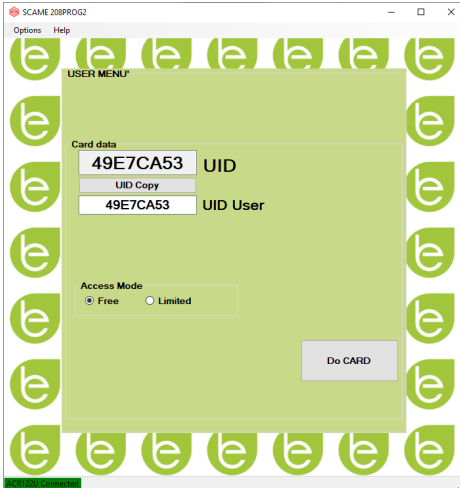 SCAME 208PROG2
Options Help
USER MENU'
Card data
49E7CA53 UID
UID Copy
49E7CA53 UID User
Access Mode
Free Limited
Do CARD
ACR122U Connected